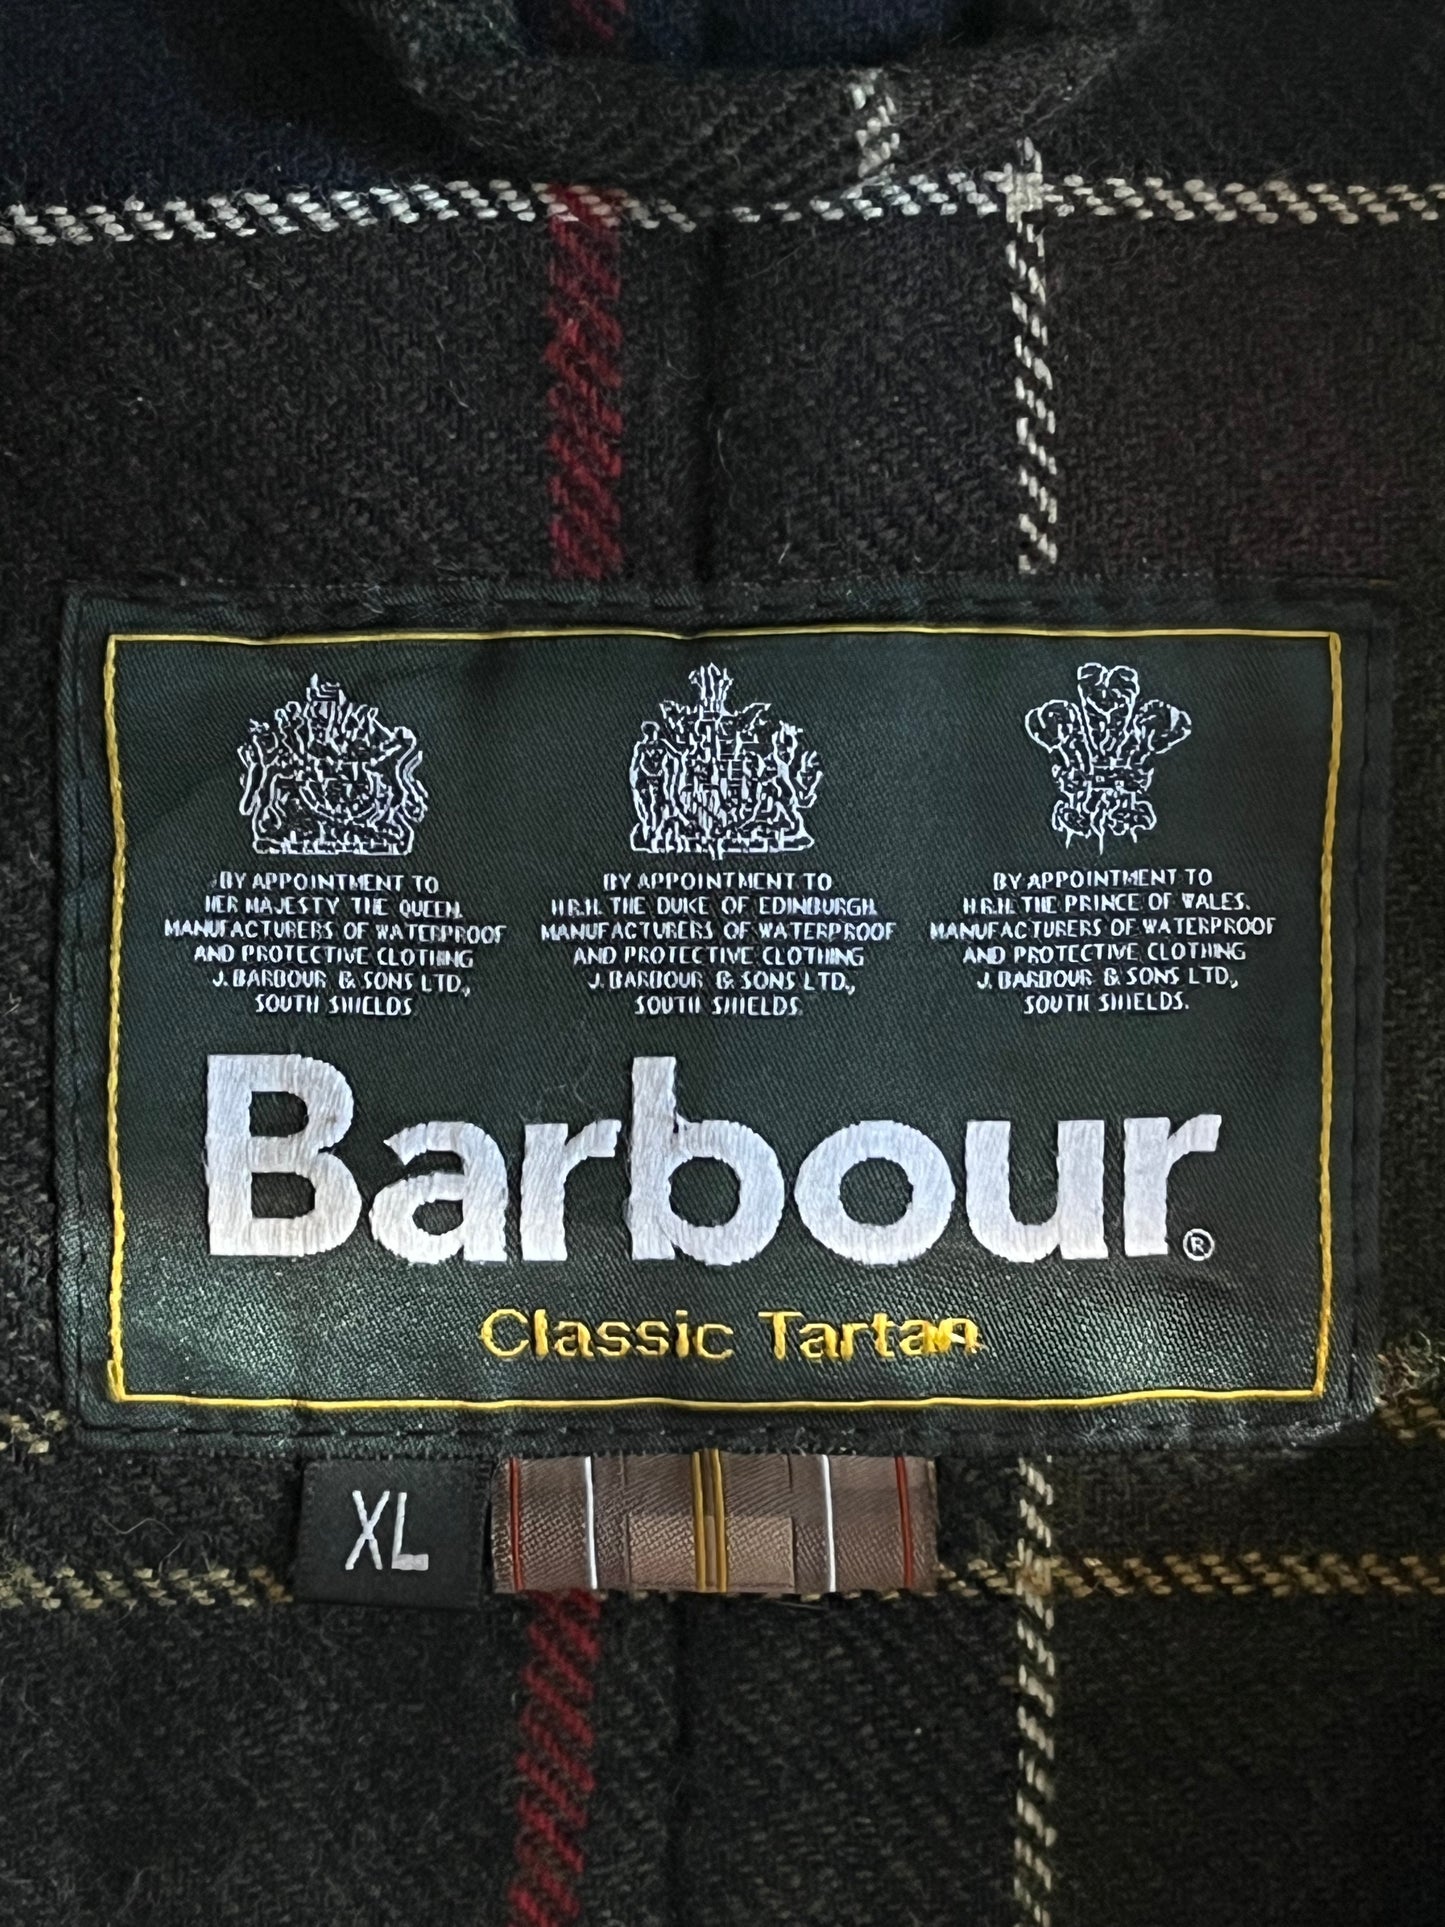 BY APPOINTMENT TO
HER MAJESTY THE QUEEN.
MANUFACTURERS OF WATERPROOF
AND PROTECTIVE CLOTHING
J. BARBOUR & SONS LTD.,
SOUTH SHIELDS
BY APPOINTMENT TO
H.R.H. THE DUKE OF EDINBURGH
MANUFACTURERS OF WATERPROOF
AND PROTECTIVE CLOTHING
J. BARBOUR & SONS LTD.,
SOUTH SHIELDS.
BY APPOINTMENT TO
H.R.H. THE PRINCE OF WALES.
MANUFACTURERS OF WATERPROOF
AND PROTECTIVE CLOTHING
J. BARBOUR & SONS LTD.,
SOUTH SHIELDS.
Barbour®
Classic Tartan
XL